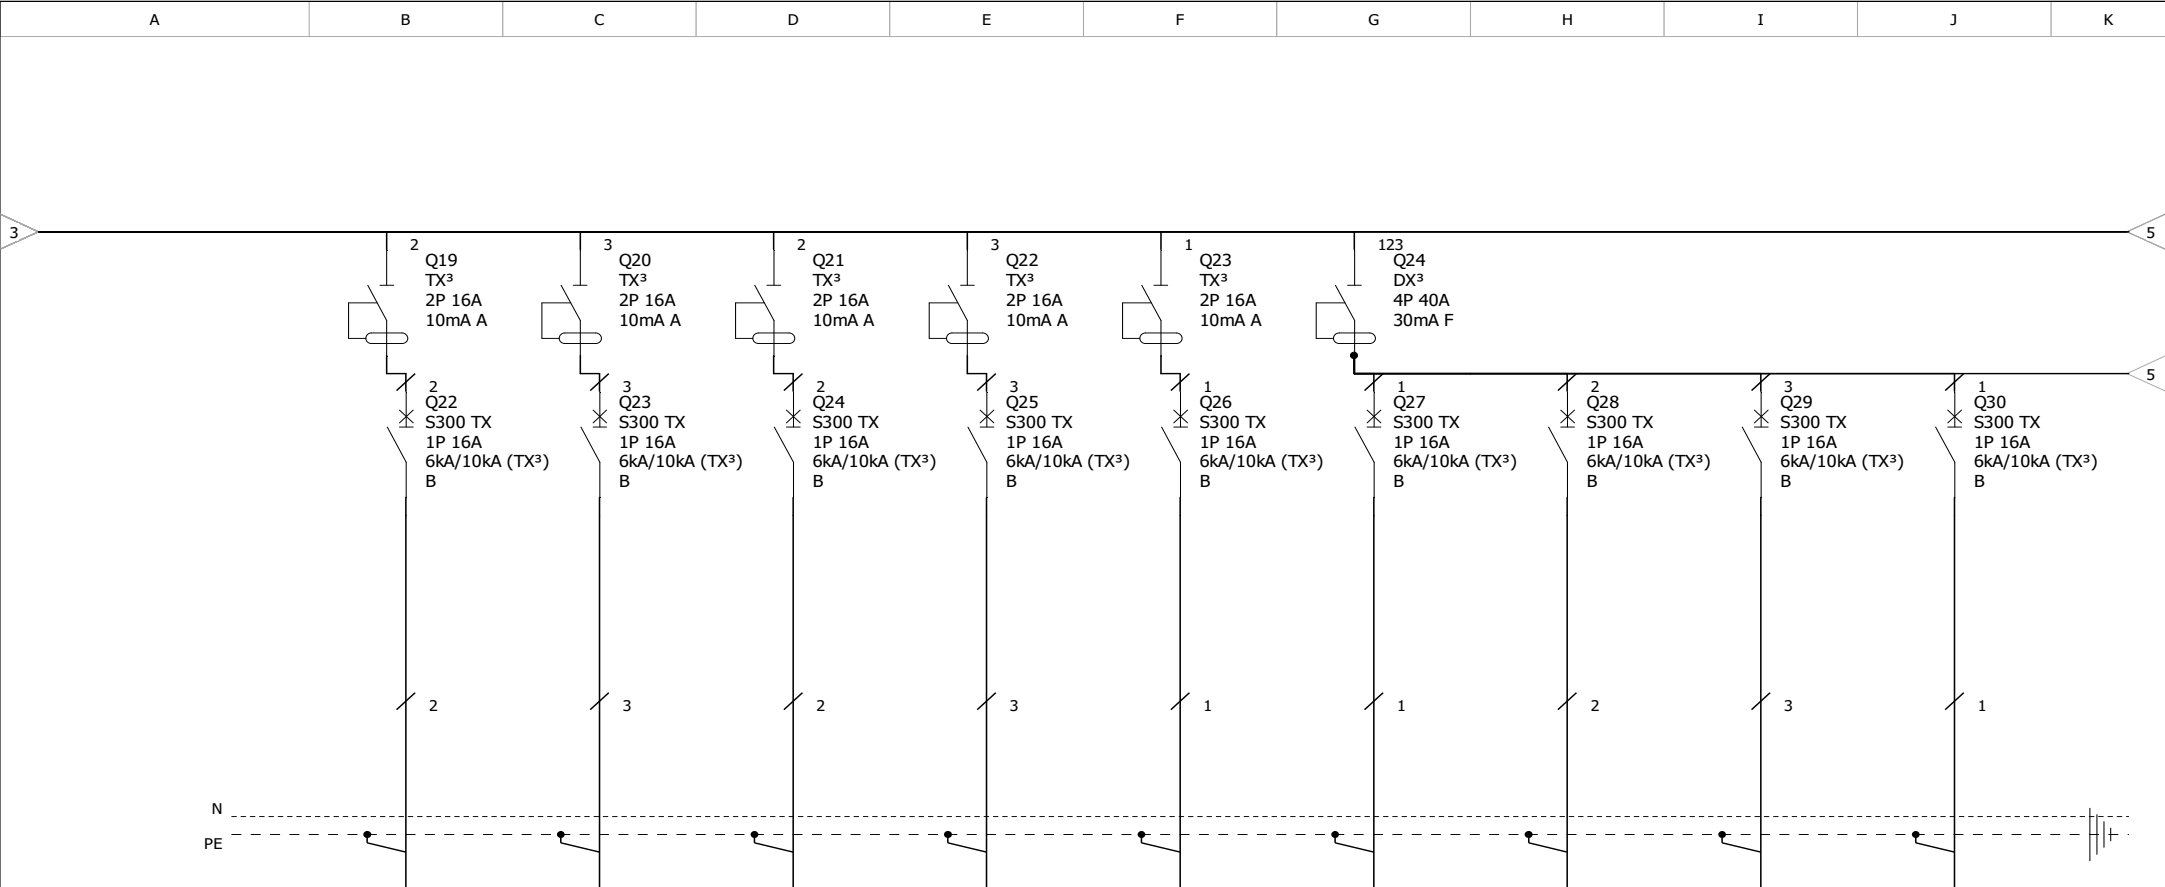 A B C D E F G H I J K
3 5
2 3 2 3 1 123
Q19 Q20 Q21 Q22 Q23 Q24
TX³ TX³ TX³ TX³ TX³ DX³
2P 16A 2P 16A 2P 16A 2P 16A 2P 16A 4P 40A
10mA A 10mA A 10mA A 10mA A 10mA A 30mA F
5
2 3 2 3 1 1 2 3 1
Q22 Q23 Q24 Q25 Q26 Q27 Q28 Q29 Q30
S300 TX S300 TX S300 TX S300 TX S300 TX S300 TX S300 TX S300 TX S300 TX
1P 16A 1P 16A 1P 16A 1P 16A 1P 16A 1P 16A 1P 16A 1P 16A 1P 16A
6kA/10kA (TX³) 6kA/10kA (TX³) 6kA/10kA (TX³) 6kA/10kA (TX³) 6kA/10kA (TX³) 6kA/10kA (TX³) 6kA/10kA (TX³) 6kA/10kA (TX³) 6kA/10kA (TX³)
B B B B B B B B B
2 3 2 3 1 1 2 3 1
N
PE